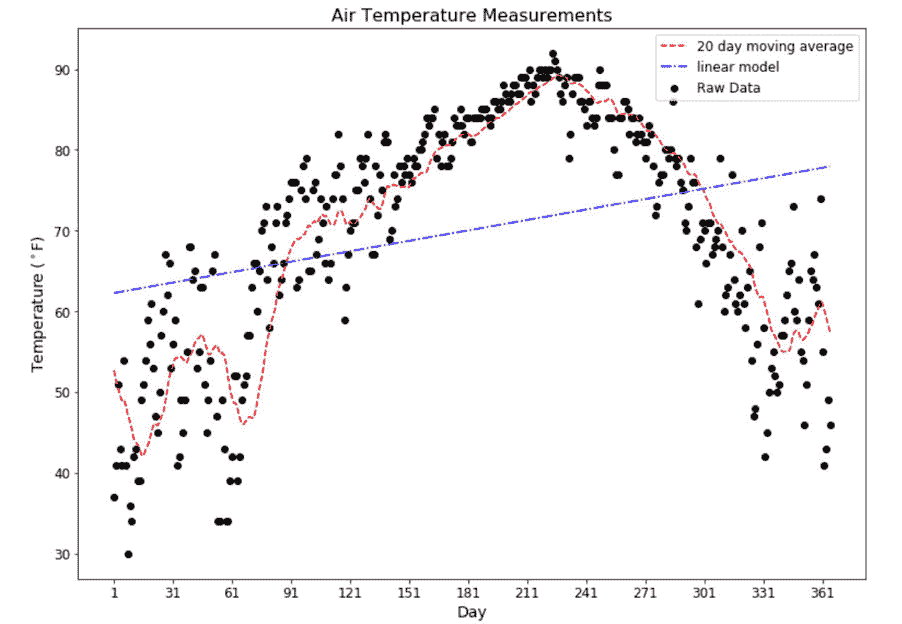 Air Temperature Measurements
20 day moving average
linear model
Raw Data
90
80
70
60
50
40
30
Temperature (°F)
1 31 61 91 121 151 181 211 241 271 301 331 361
Day